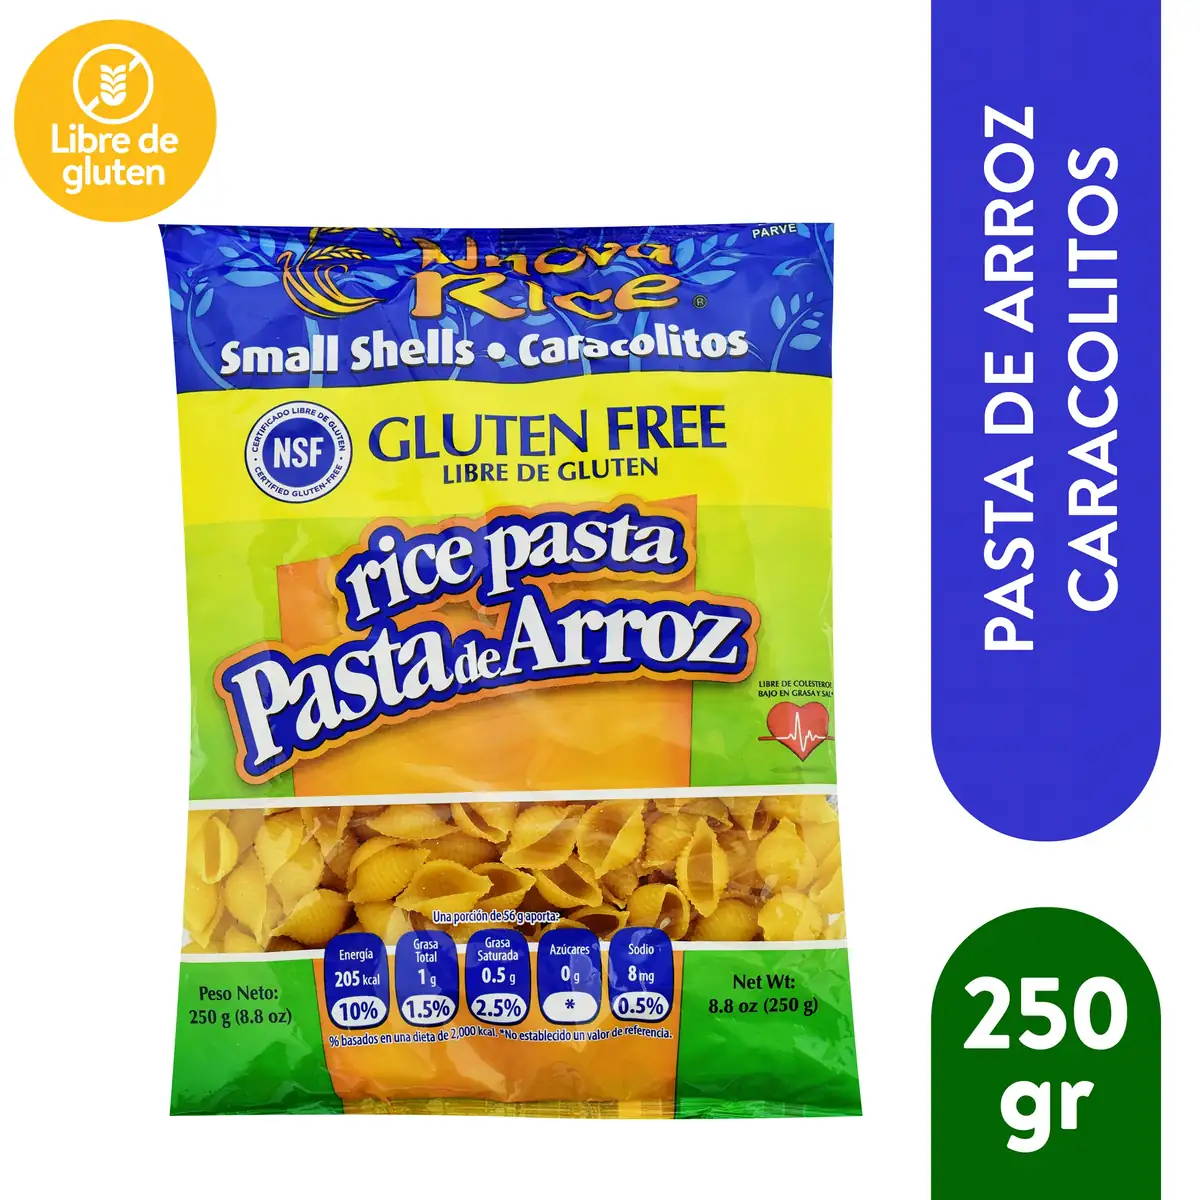 Libre de
gluten
PARVE
Nuova
Rice
®
Small Shells • Caracolitos
CERTIFICADO LIBRE DE GLUTEN
NSF
CERTIFIED GLUTEN-FREE
GLUTEN FREE
LIBRE DE GLUTEN
rice pasta
Pasta de Arroz
LIBRE DE COLESTEROL
BAJO EN GRASA Y SAL*
Una porción de 56 g aporta:
Energía
205 kcal
10%
Grasa
Total
1 g
1.5%
Grasa
Saturada
0.5 g
2.5%
Azúcares
0 g
*
Sodio
8 mg
0.5%
% basados en una dieta de 2,000 kcal. *No establecido un valor de referencia.
Peso Neto:
250 g (8.8 oz)
Net Wt:
8.8 oz (250 g)
PASTA DE ARROZ
CARACOLITOS
250
gr